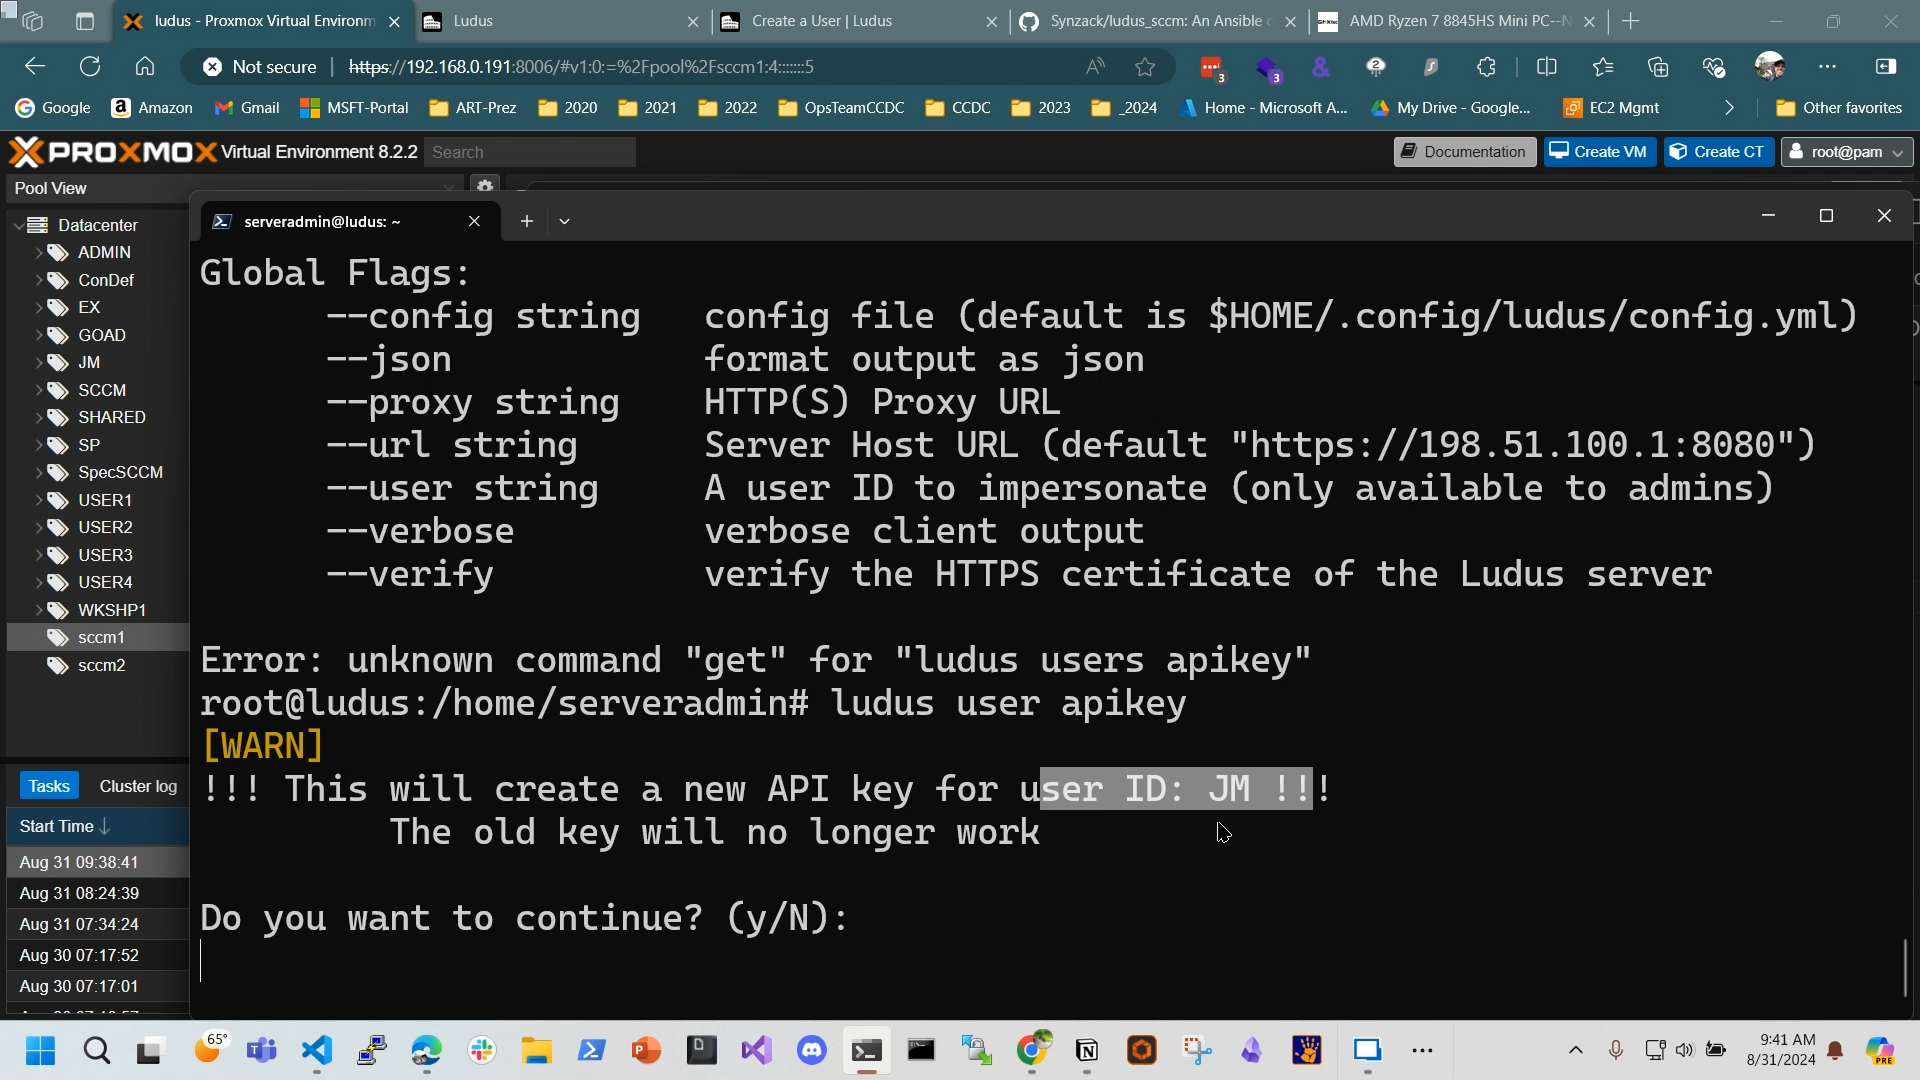 ludus - Proxmox Virtual Environm
Ludus
Create a User | Ludus
Synzack/ludus_sccm: An Ansible
AMD Ryzen 7 8845HS Mini PC--N
Not secure
https://192.168.0.191:8006/#v1:0:=%2Fpool%2Fsccm1:4:::::::5
3
3
2
Google
Amazon
Gmail
MSFT-Portal
ART-Prez
2020
2021
2022
OpsTeamCCDC
CCDC
2023
_2024
Home - Microsoft A...
My Drive - Google...
EC2 Mgmt
Other favorites
PROXMOX Virtual Environment 8.2.2
Search
Documentation
Create VM
Create CT
root@pam
Pool View
Datacenter
ADMIN
ConDef
EX
GOAD
JM
SCCM
SHARED
SP
SpecSCCM
USER1
USER2
USER3
USER4
WKSHP1
sccm1
sccm2
Tasks
Cluster log
Start Time
Aug 31 09:38:41
Aug 31 08:24:39
Aug 31 07:34:24
Aug 30 07:17:52
Aug 30 07:17:01
serveradmin@ludus: ~
Global Flags:
--config string config file (default is $HOME/.config/ludus/config.yml)
--json format output as json
--proxy string HTTP(S) Proxy URL
--url string Server Host URL (default "https://198.51.100.1:8080")
--user string A user ID to impersonate (only available to admins)
--verbose verbose client output
--verify verify the HTTPS certificate of the Ludus server
Error: unknown command "get" for "ludus users apikey"
root@ludus:/home/serveradmin# ludus user apikey
[WARN]
!!! This will create a new API key for user ID: JM !!!
The old key will no longer work
Do you want to continue? (y/N):
65°
9:41 AM
8/31/2024
PRE